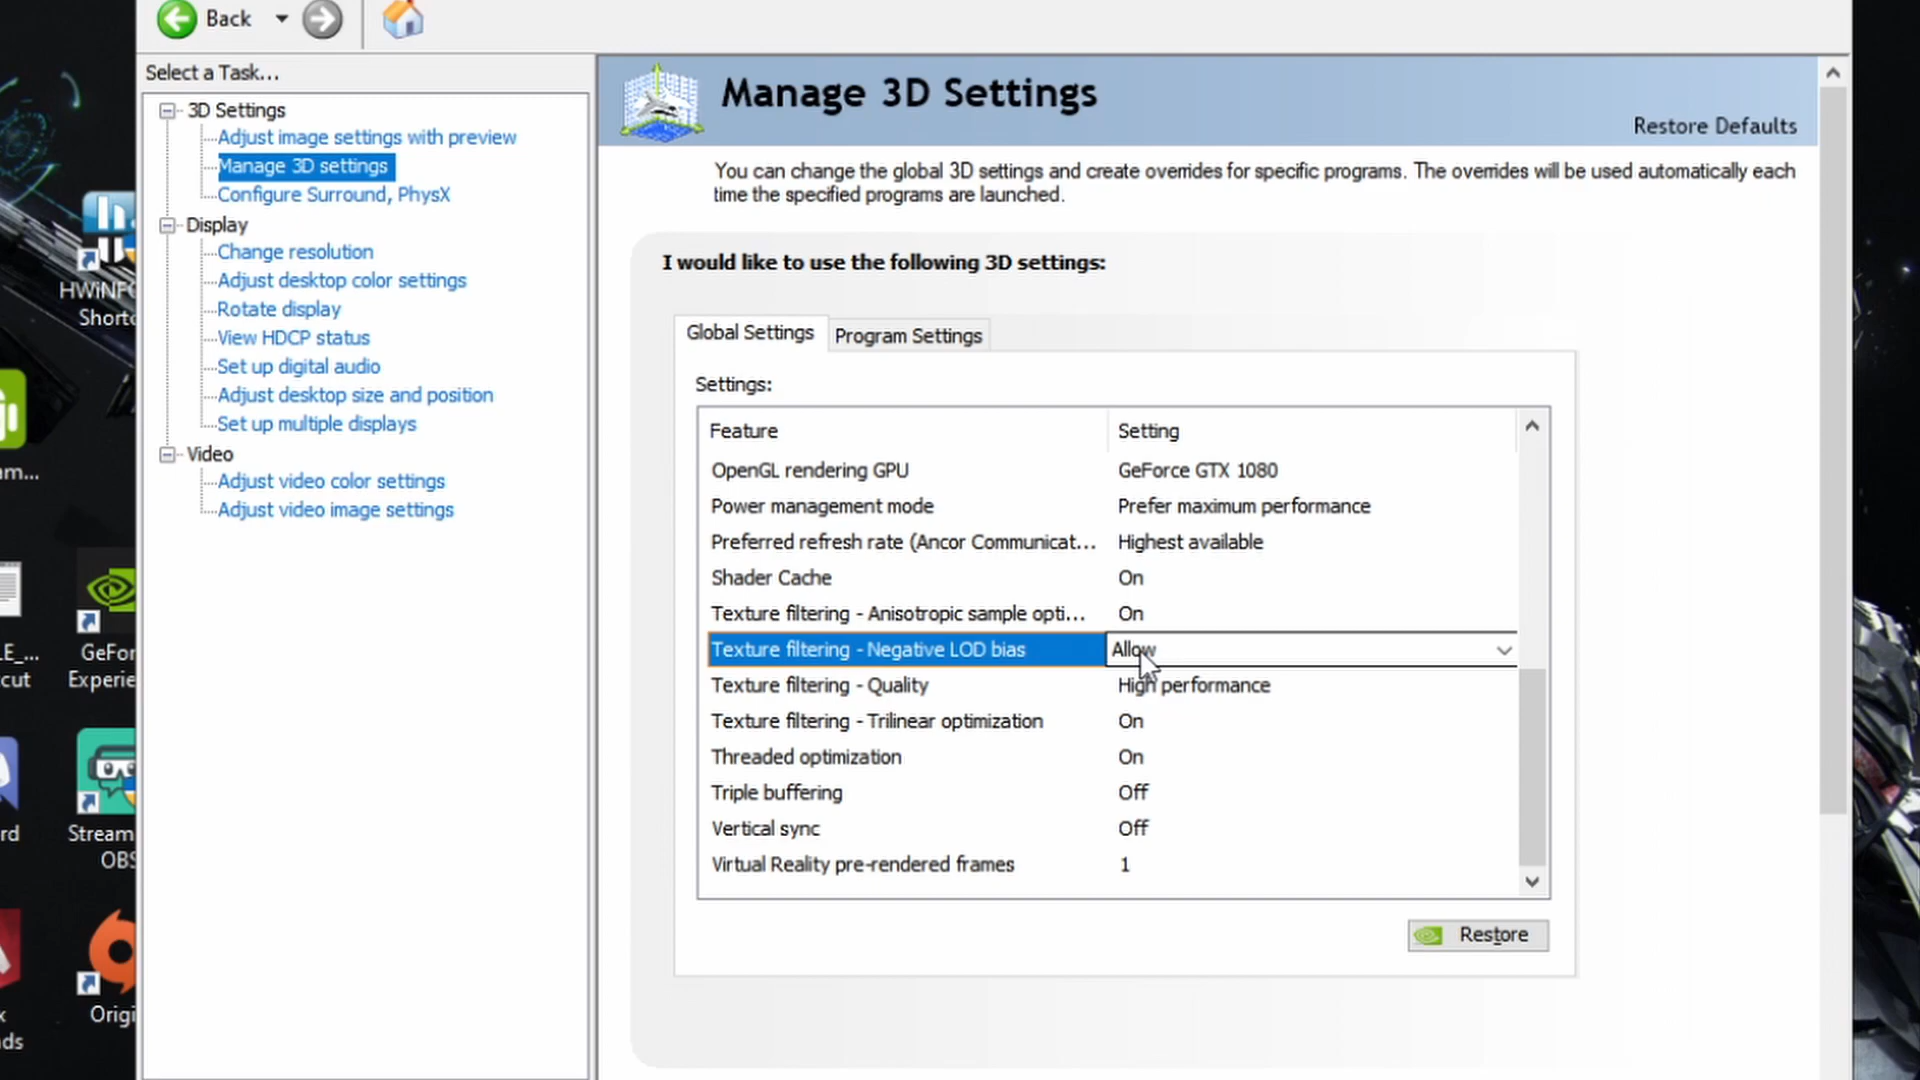 Back
Select a Task...
3D Settings
Adjust image settings with preview
Manage 3D settings
Configure Surround, PhysX
Display
Change resolution
Adjust desktop color settings
Rotate display
View HDCP status
Set up digital audio
Adjust desktop size and position
Set up multiple displays
Video
Adjust video color settings
Adjust video image settings
Manage 3D Settings
Restore Defaults
You can change the global 3D settings and create overrides for specific programs. The overrides will be used automatically each
time the specified programs are launched.
I would like to use the following 3D settings:
Global Settings
Program Settings
Settings:
Feature Setting
OpenGL rendering GPU GeForce GTX 1080
Power management mode Prefer maximum performance
Preferred refresh rate (Ancor Communicat... Highest available
Shader Cache On
Texture filtering - Anisotropic sample opti... On
Texture filtering - Negative LOD bias Allow
Texture filtering - Quality High performance
Texture filtering - Trilinear optimization On
Threaded optimization On
Triple buffering Off
Vertical sync Off
Virtual Reality pre-rendered frames 1
Restore
HWiNFO
Shortc
am...
LE_...
cut
GeFor
Experie
rd
Stream
OBS
Origi
x
ds